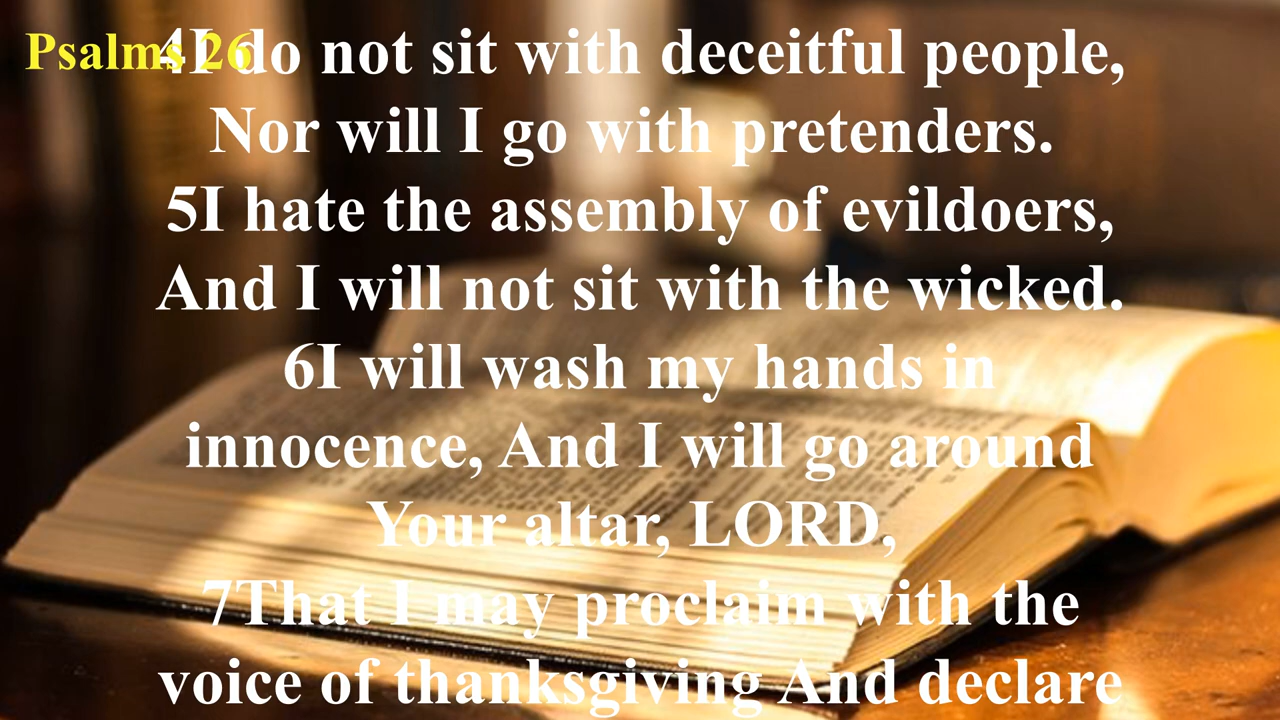 Psalms 26
4I do not sit with deceitful people,
Nor will I go with pretenders.
5I hate the assembly of evildoers,
And I will not sit with the wicked.
6I will wash my hands in
innocence, And I will go around
Your altar, LORD,
7That I may proclaim with the
voice of thanksgiving And declare